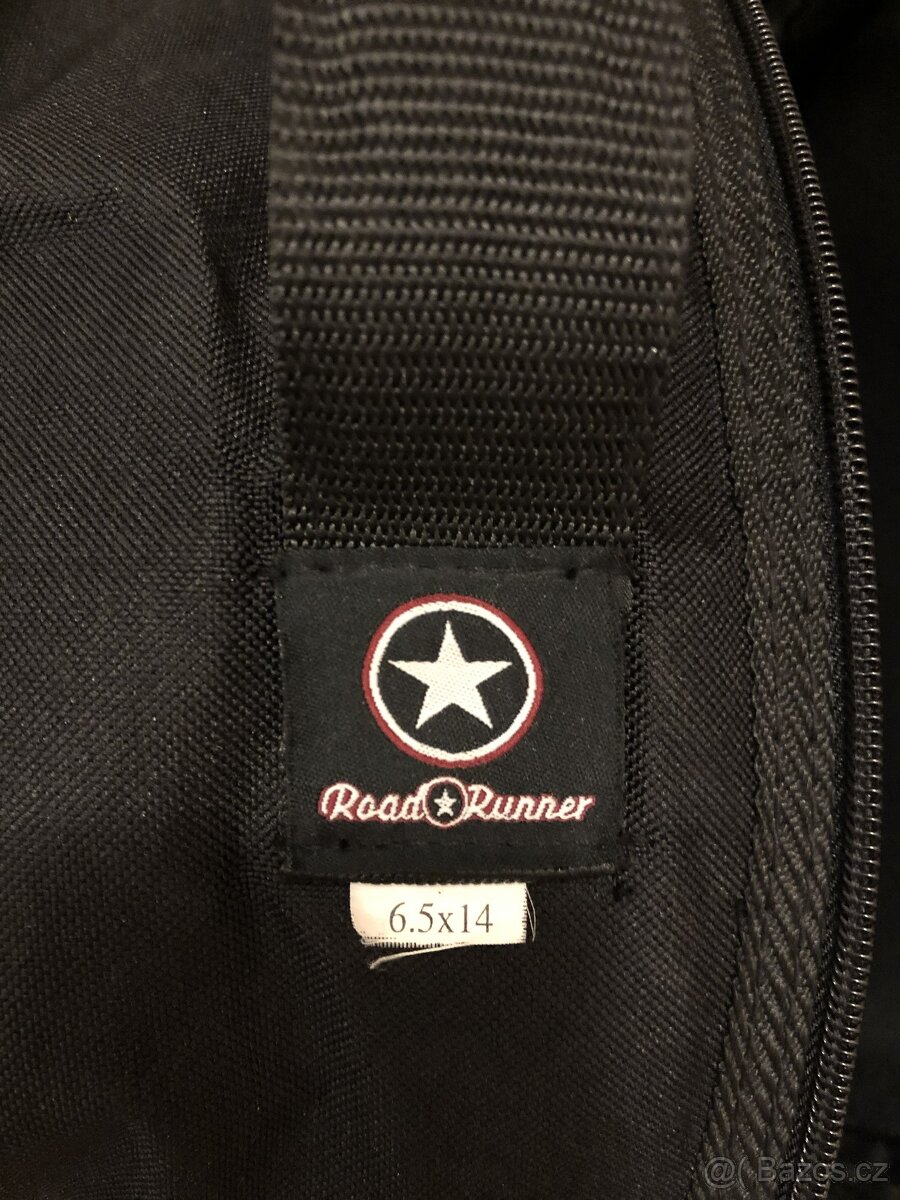 Road Runner
6.5x14
@( Bazos.cz